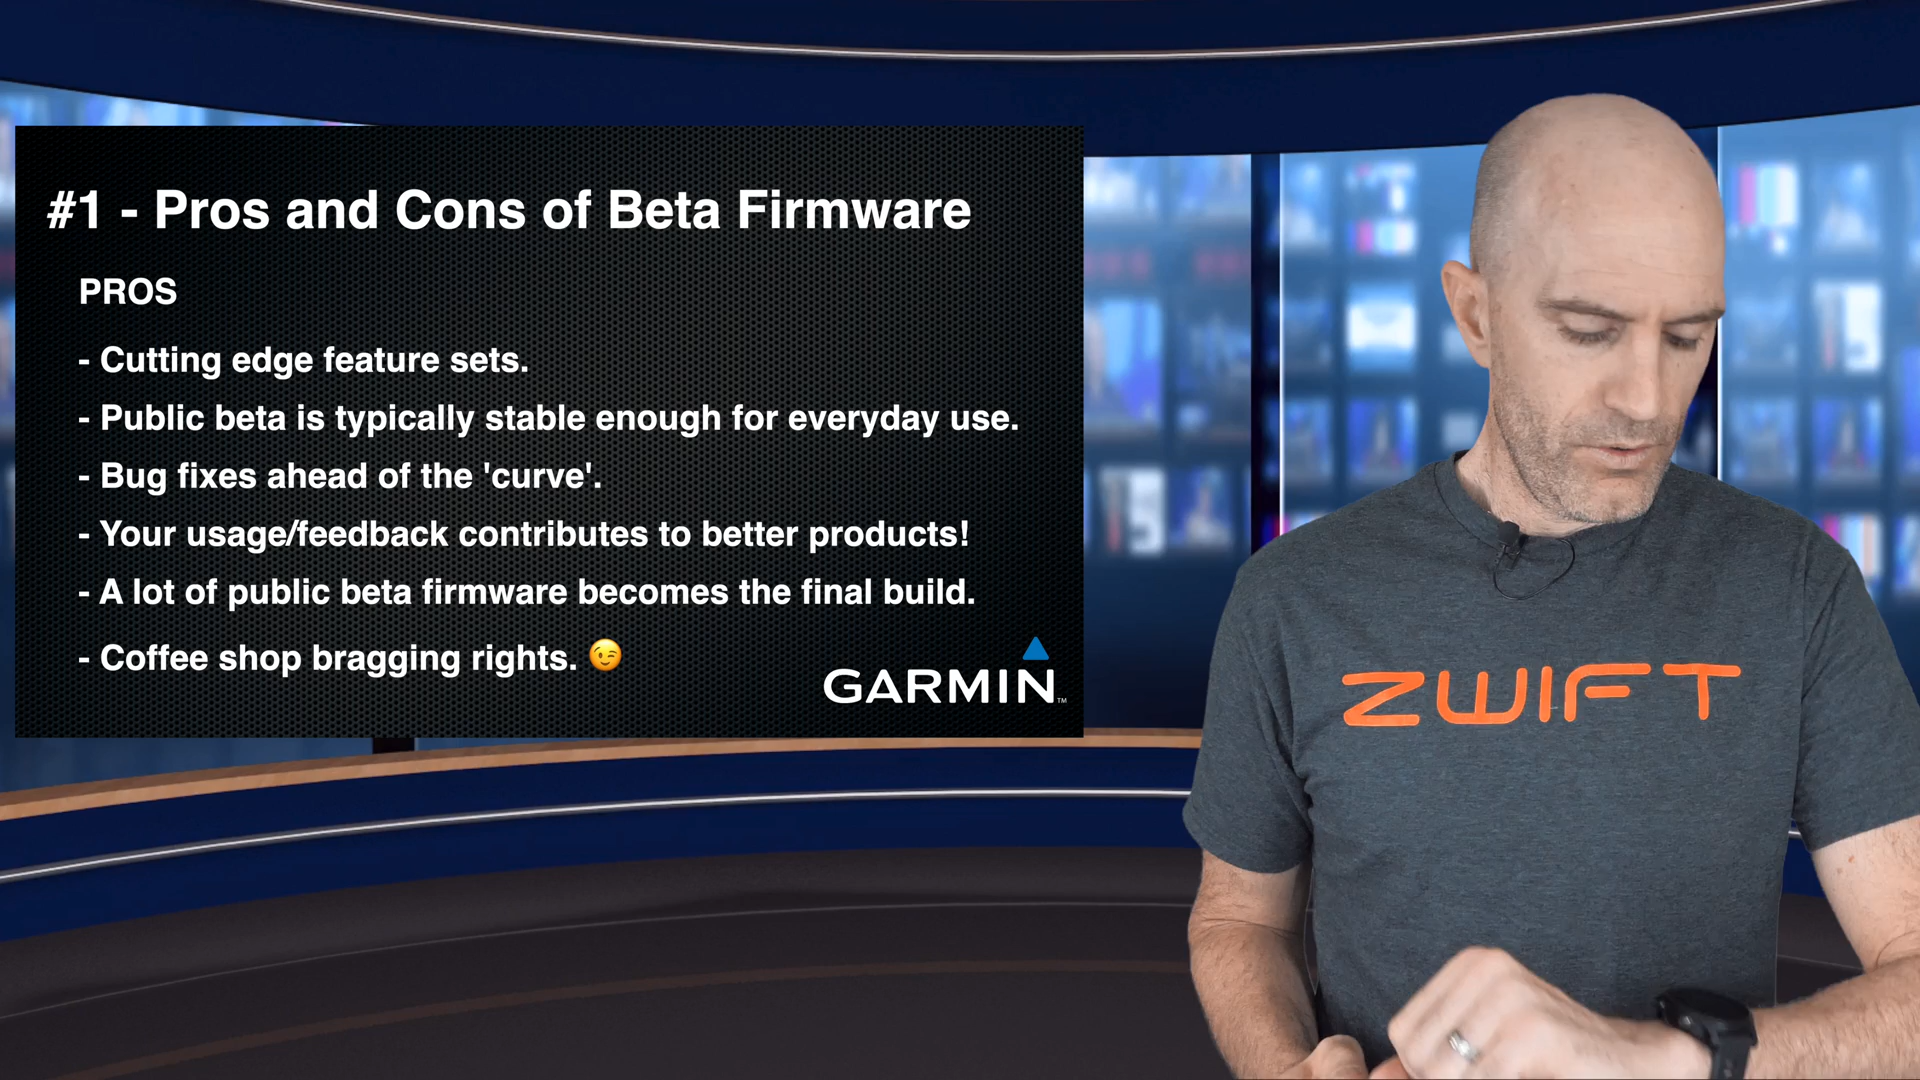 #1 - Pros and Cons of Beta Firmware
PROS
- Cutting edge feature sets.
- Public beta is typically stable enough for everyday use.
- Bug fixes ahead of the 'curve'.
- Your usage/feedback contributes to better products!
- A lot of public beta firmware becomes the final build.
- Coffee shop bragging rights. 😉
GARMIN™
ZWIFT